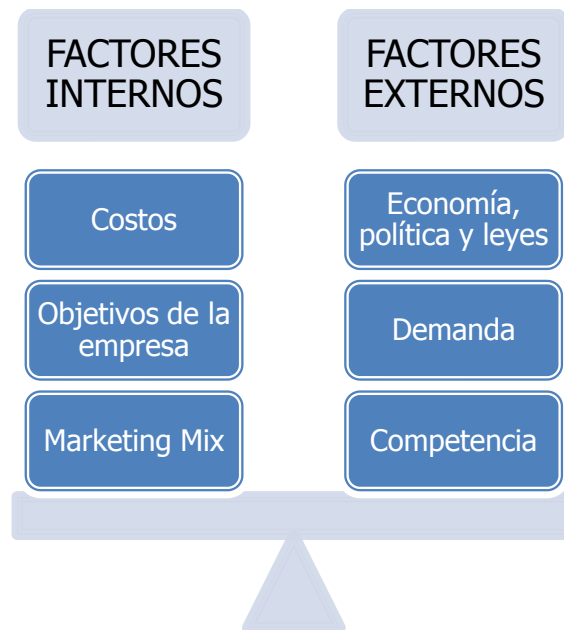 FACTORES
INTERNOS
Costos
Objetivos de la
empresa
Marketing Mix
FACTORES
EXTERNOS
Economía,
política y leyes
Demanda
Competencia